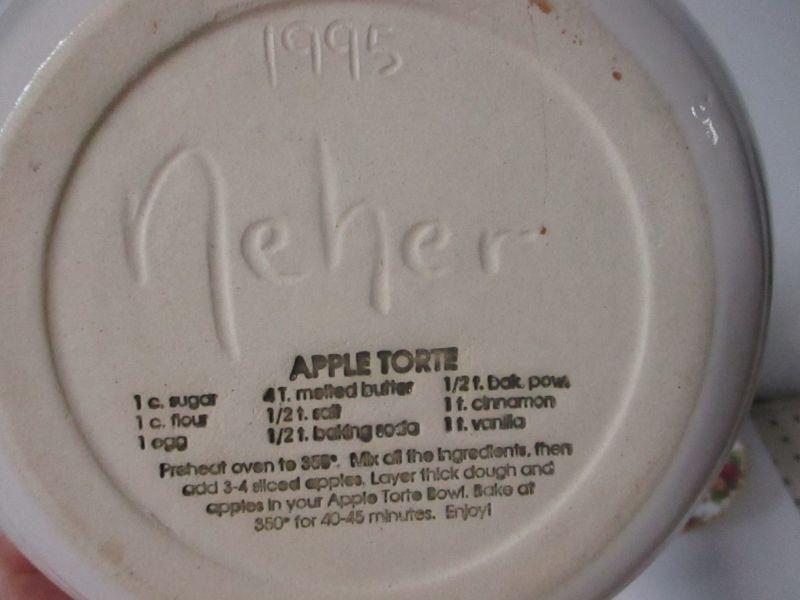 1995
Neher
APPLE TORTE
1 c. sugar 4 T. melted butter 1/2 t. bak. pow.
1 c. flour 1/2 t. salt 1 t. cinnamon
1 egg 1/2 t. baking soda 1 t. vanilla
Preheat oven to 350°. Mix all the ingredients, then
add 3-4 sliced apples. Layer thick dough and
apples in your Apple Torte Bowl. Bake at
350° for 40-45 minutes. Enjoy!